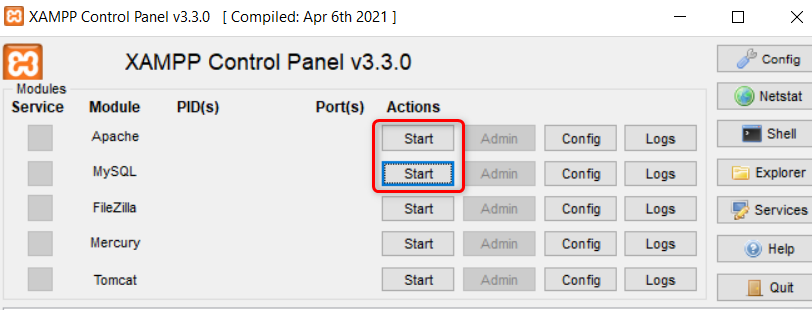 XAMPP Control Panel v3.3.0 [ Compiled: Apr 6th 2021 ]
XAMPP Control Panel v3.3.0
Config
Modules
Service Module PID(s) Port(s) Actions
Netstat
Apache Start Admin Config Logs
Shell
MySQL Start Admin Config Logs
Explorer
FileZilla Start Admin Config Logs
Services
Mercury Start Admin Config Logs
Help
Tomcat Start Admin Config Logs
Quit